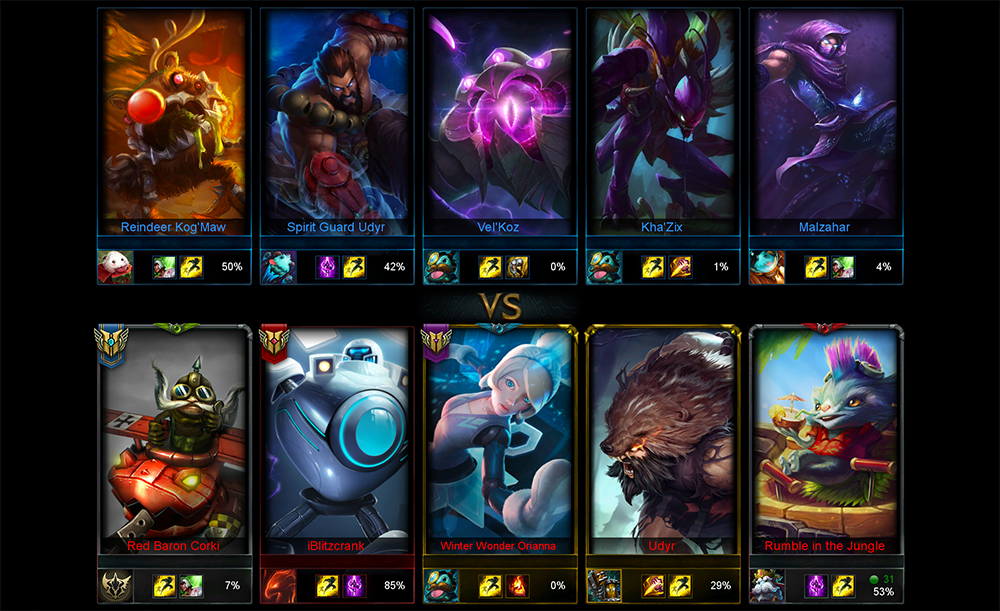 Reindeer Kog'Maw
Spirit Guard Udyr
Vel'Koz
Kha'Zix
Malzahar
50%
42%
0%
1%
4%
VS
Red Baron Corki
iBlitzcrank
Winter Wonder Orianna
Udyr
Rumble in the Jungle
7%
85%
0%
29%
31
53%